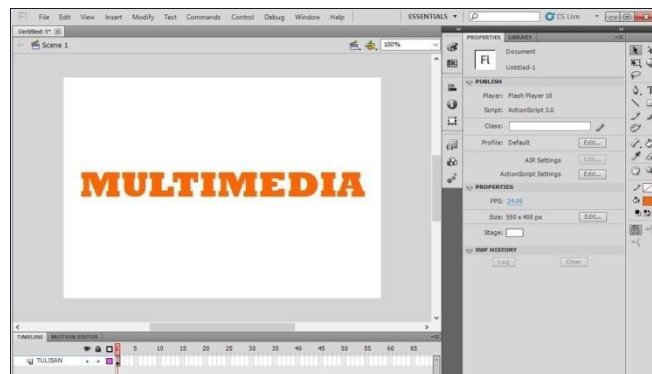 Fl File Edit View Insert Modify Text Commands Control Debug Window Help ESSENTIALS CS Live
Untitled-1*
Scene 1 100%
PROPERTIES LIBRARY
Fl Document
Untitled-1
PUBLISH
Player: Flash Player 10
Script: ActionScript 3.0
Class:
Profile: Default Edit...
AIR Settings Edit...
ActionScript Settings Edit...
PROPERTIES
FPS: 24.00
Size: 550 x 400 px Edit...
Stage:
SWF HISTORY
Log Clear
MULTIMEDIA
TIMELINE MOTION EDITOR
5 10 15 20 25 30 35 40 45 50 55 60 65
TULISAN